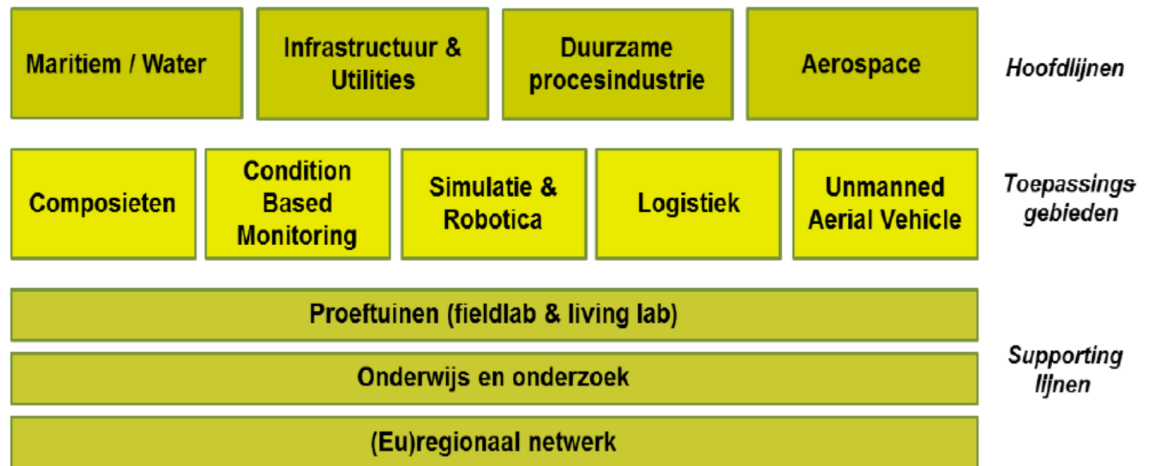 Maritiem / Water
Infrastructuur &
Utilities
Duurzame
procesindustrie
Aerospace
Hoofdlijnen
Composieten
Condition
Based
Monitoring
Simulatie &
Robotica
Logistiek
Unmanned
Aerial Vehicle
Toepassings-
gebieden
Proeftuinen (fieldlab & living lab)
Onderwijs en onderzoek
(Eu)regionaal netwerk
Supporting
lijnen